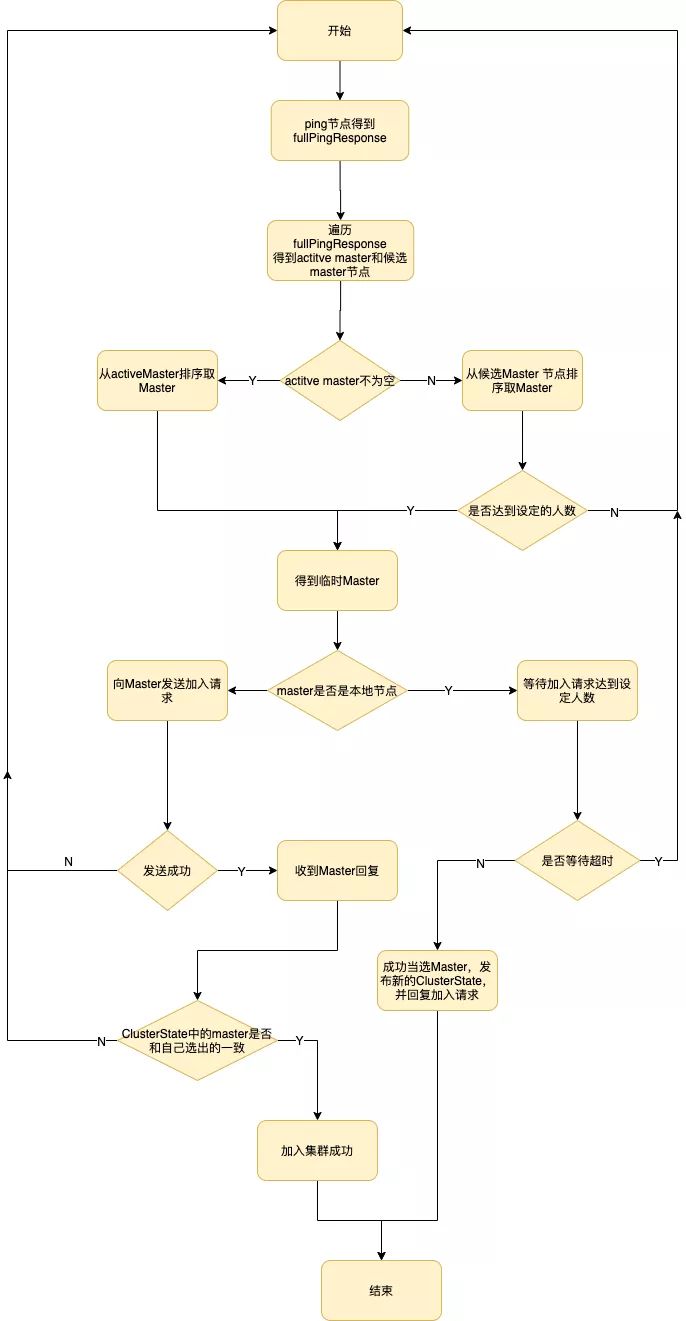 开始
ping节点得到
fullPingResponse
遍历
fullPingResponse
得到actitve master和候选
master节点
从activeMaster排序取
Master
Y
actitve master不为空
N
从候选Master 节点排
序取Master
Y
是否达到设定的人数
N
得到临时Master
向Master发送加入请
求
master是否是本地节点
Y
等待加入请求达到设
定人数
N
发送成功
Y
收到Master回复
N
是否等待超时
Y
成功当选Master，发
布新的ClusterState，
并回复加入请求
N
ClusterState中的master是否
和自己选出的一致
Y
加入集群成功
结束